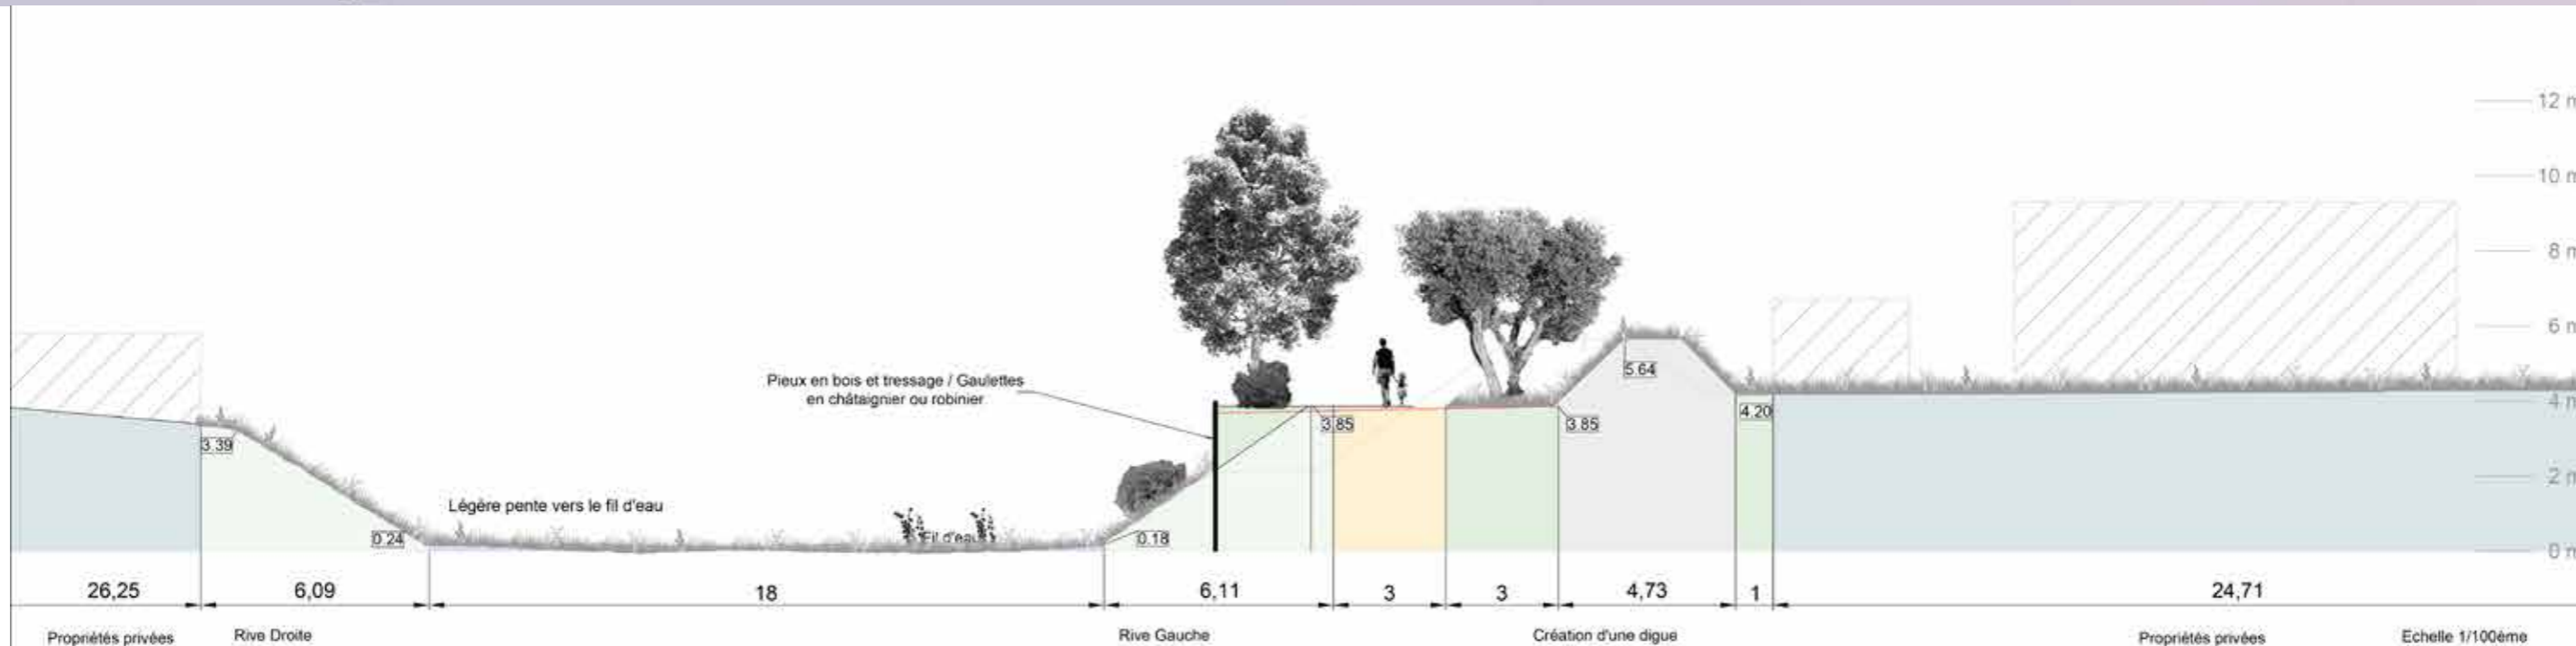 12 m
10 m
8 m
6 m
4 m
2 m
0 m
Pieux en bois et tressage / Gaulettes
en châtaignier ou robinier
5.64
3.85
3.85
4.20
3.39
Légère pente vers le fil d'eau
0.24
Fil d'eau
0.18
26,25
6,09
18
6,11
3
3
4,73
1
24,71
Propriétés privées
Rive Droite
Rive Gauche
Création d'une digue
Propriétés privées
Echelle 1/100ème